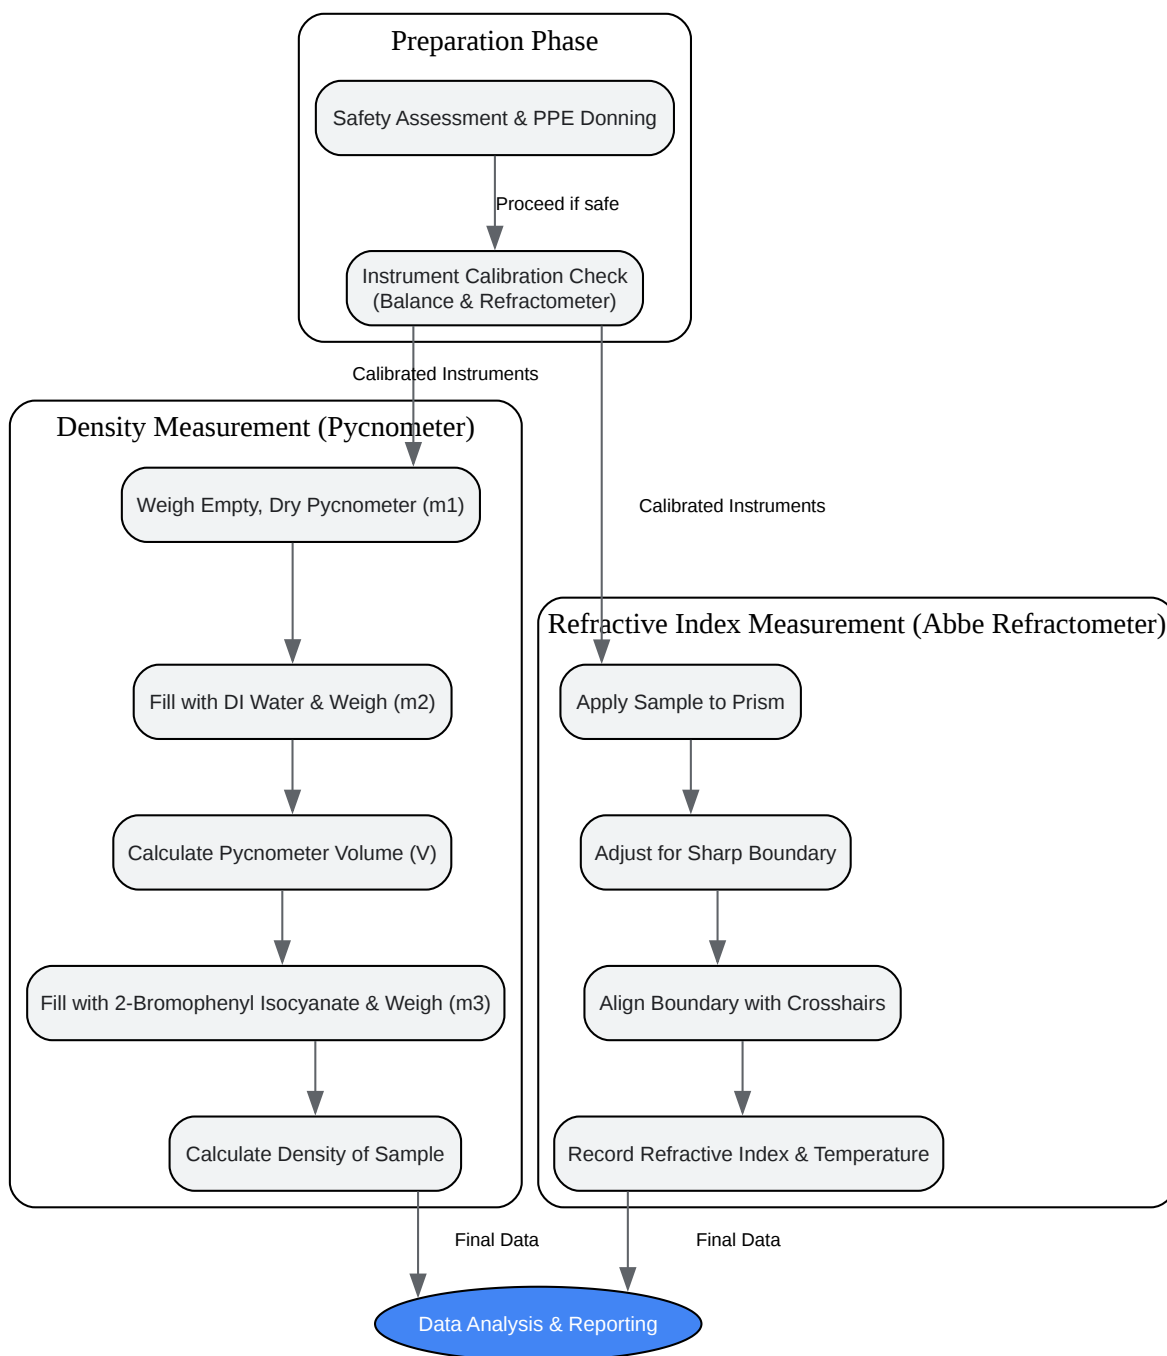 Preparation Phase
Safety Assessment & PPE Donning
Proceed if safe
Instrument Calibration Check
(Balance & Refractometer)
Calibrated Instruments
Density Measurement (Pycnometer)
Weigh Empty, Dry Pycnometer (m1)
Fill with DI Water & Weigh (m2)
Calculate Pycnometer Volume (V)
Fill with 2-Bromophenyl Isocyanate & Weigh (m3)
Calculate Density of Sample
Final Data
Calibrated Instruments
Refractive Index Measurement (Abbe Refractometer)
Apply Sample to Prism
Adjust for Sharp Boundary
Align Boundary with Crosshairs
Record Refractive Index & Temperature
Final Data
Data Analysis & Reporting